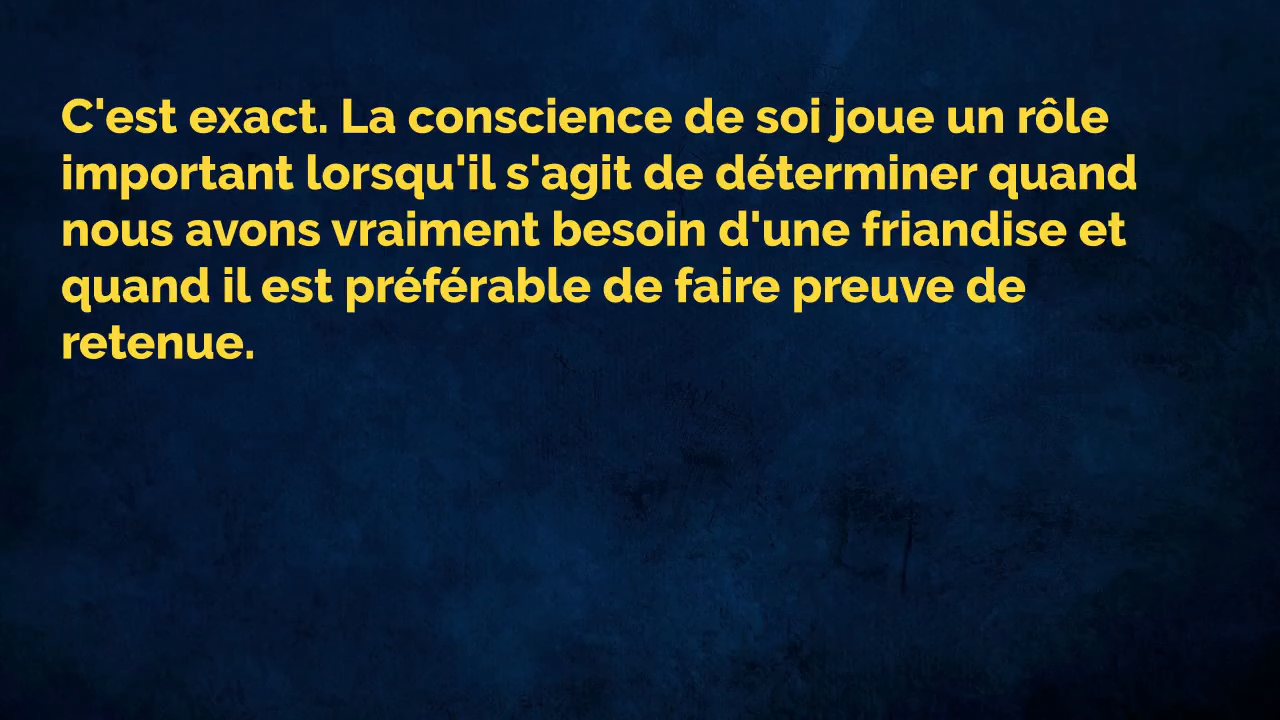 C'est exact. La conscience de soi joue un rôle
important lorsqu'il s'agit de déterminer quand
nous avons vraiment besoin d'une friandise et
quand il est préférable de faire preuve de
retenue.